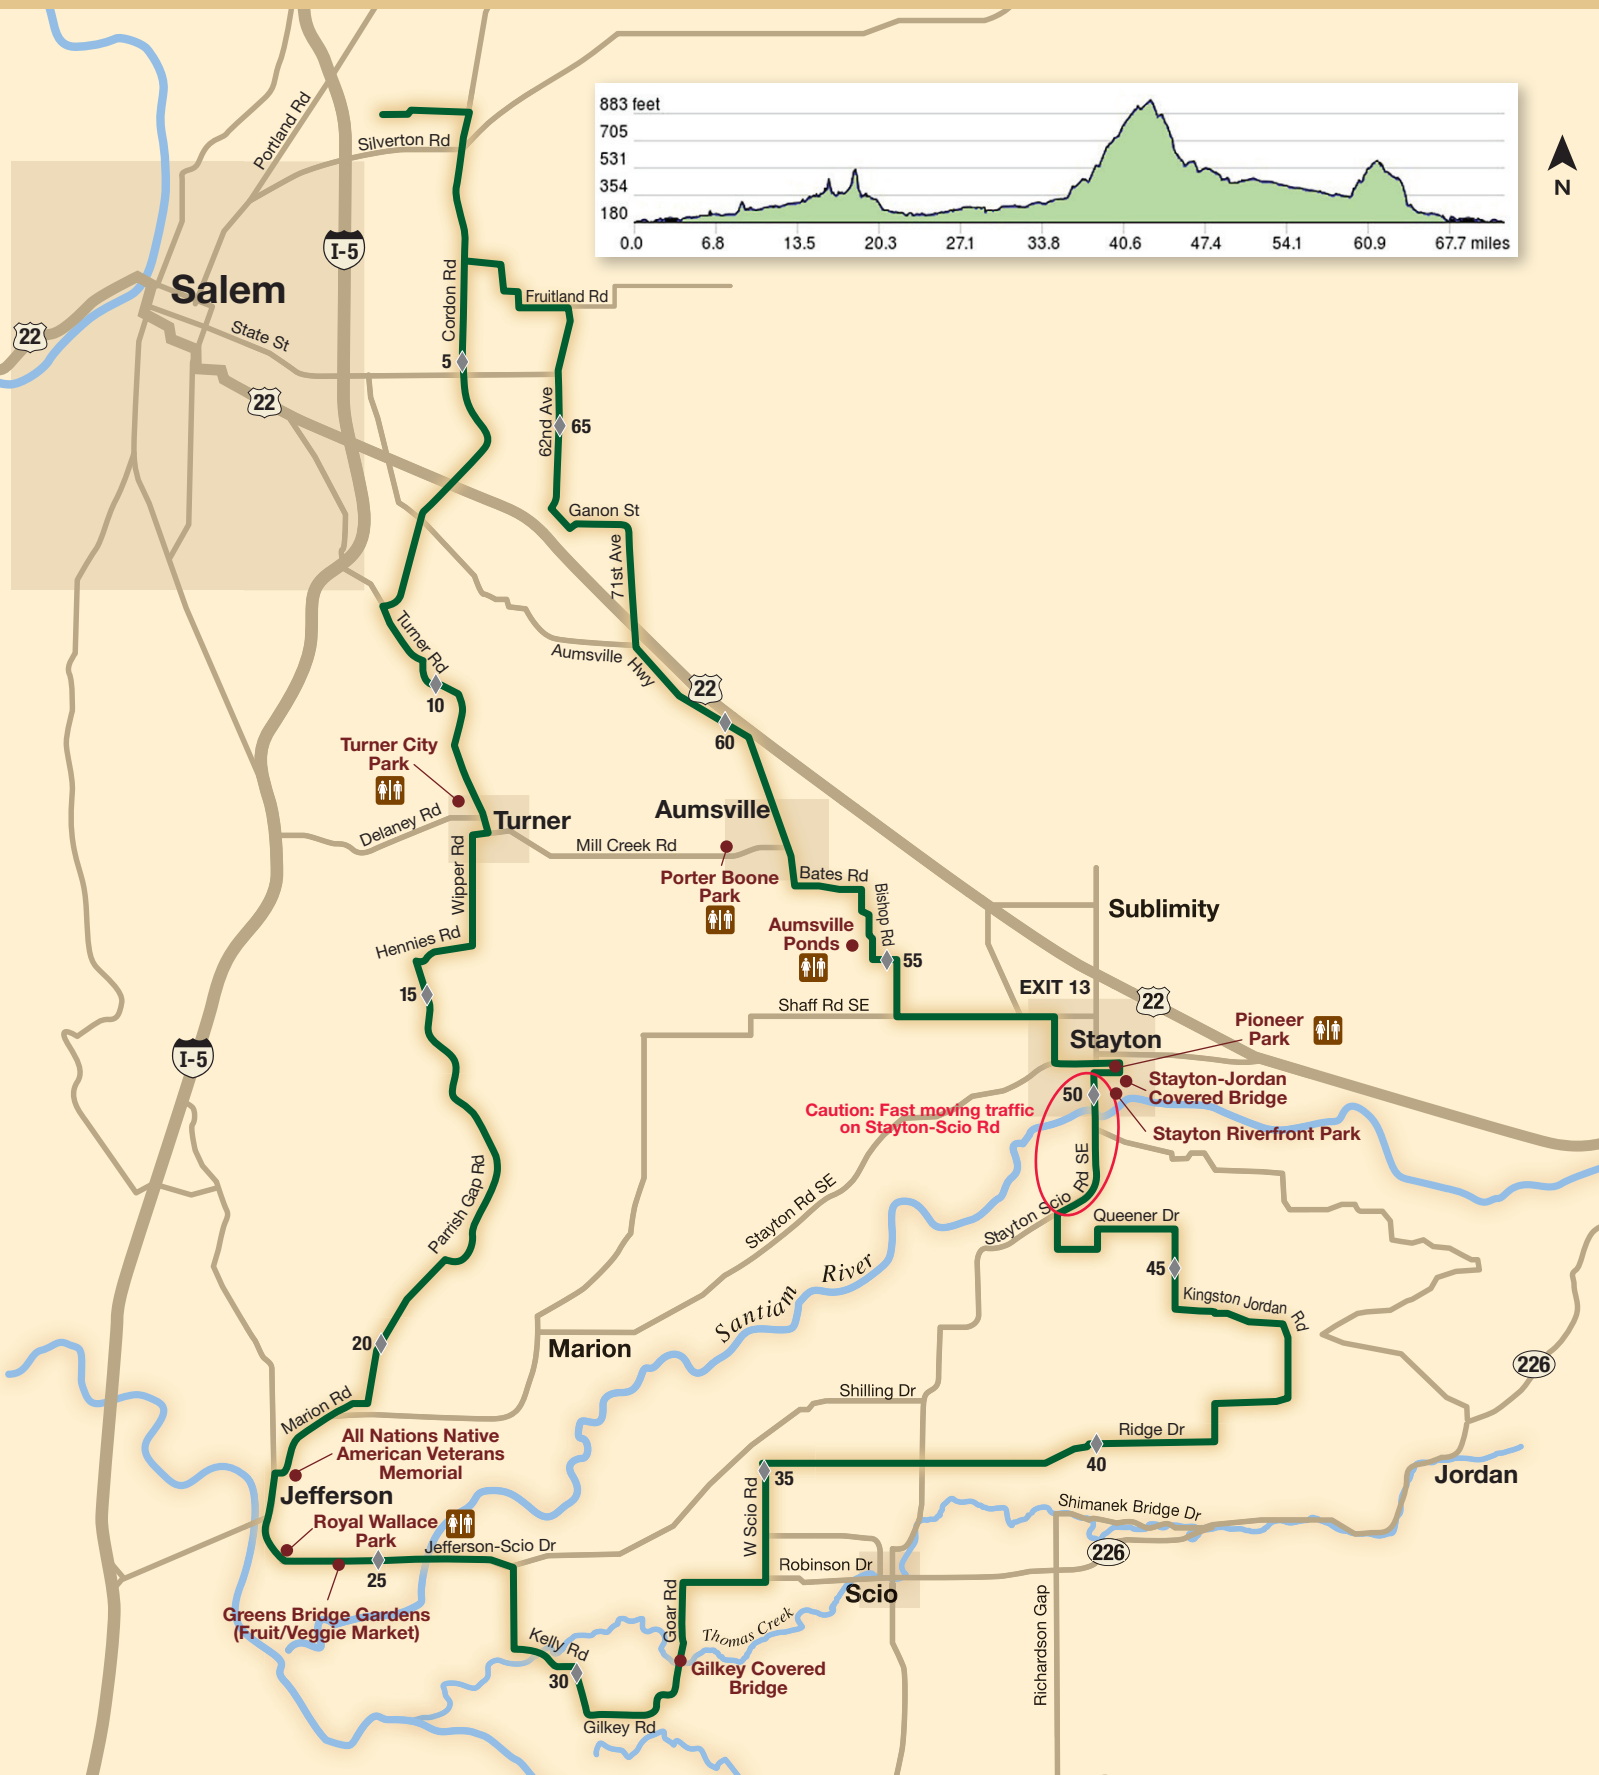 883 feet
705
531
354
180
0.0 6.8 13.5 20.3 27.1 33.8 40.6 47.4 54.1 60.9 67.7 miles
N
Portland Rd
Silverton Rd
I-5
Salem
22
State St
22
Cordon Rd
5
Fruitland Rd
62nd Ave
65
Ganon St
71st Ave
Turner Rd
10
Aumsville Hwy
22
60
Turner City
Park
Delaney Rd
Turner
Aumsville
Mill Creek Rd
Wipper Rd
Porter Boone
Park
Bates Rd
Bishop Rd
Aumsville
Ponds
55
Hennies Rd
15
Shaff Rd SE
Sublimity
EXIT 13
22
Stayton
Pioneer
Park
I-5
50
Stayton-Jordan
Covered Bridge
Caution: Fast moving traffic
on Stayton-Scio Rd
Stayton Riverfront Park
Parrish Gap Rd
Stayton Rd SE
Stayton Scio Rd SE
Queener Dr
45
Santiam River
Kingston Jordan Rd
20
Marion
226
Marion Rd
Shilling Dr
All Nations Native
American Veterans
Memorial
Ridge Dr
40
35
Jordan
Jefferson
Royal Wallace
Park
W Scio Rd
Shimanek Bridge Dr
226
Jefferson-Scio Dr
25
Robinson Dr
Scio
Greens Bridge Gardens
(Fruit/Veggie Market)
Goar Rd
Thomas Creek
Richardson Gap
Kelly Rd
30
Gilkey Covered
Bridge
Gilkey Rd